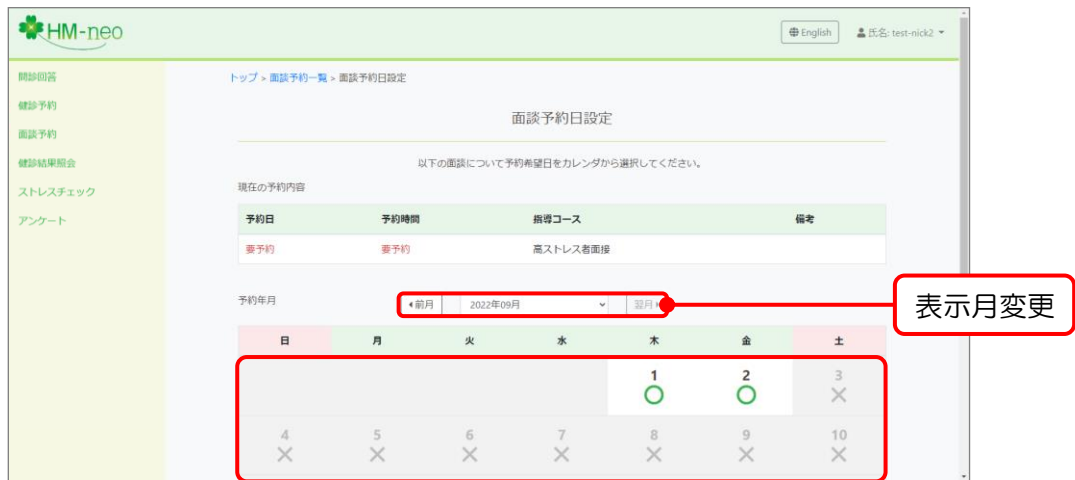 HM-neo
English
氏名: test-nick2
問診回答
健診予約
面談予約
健診結果照会
ストレスチェック
アンケート
トップ > 面談予約一覧 > 面談予約日設定
面談予約日設定
以下の面談について予約希望日をカレンダから選択してください。
現在の予約内容
予約日 予約時間 指導コース 備考
要予約 要予約 高ストレス者面接
予約年月
前月 2022年09月 翌月
表示月変更
日 月 火 水 木 金 土
1 2 3
4 5 6 7 8 9 10